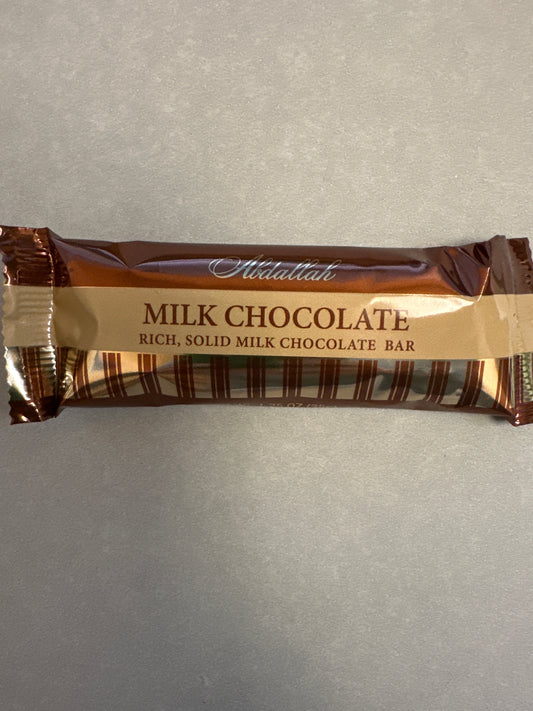 Abdallah
MILK CHOCOLATE
RICH, SOLID MILK CHOCOLATE BAR